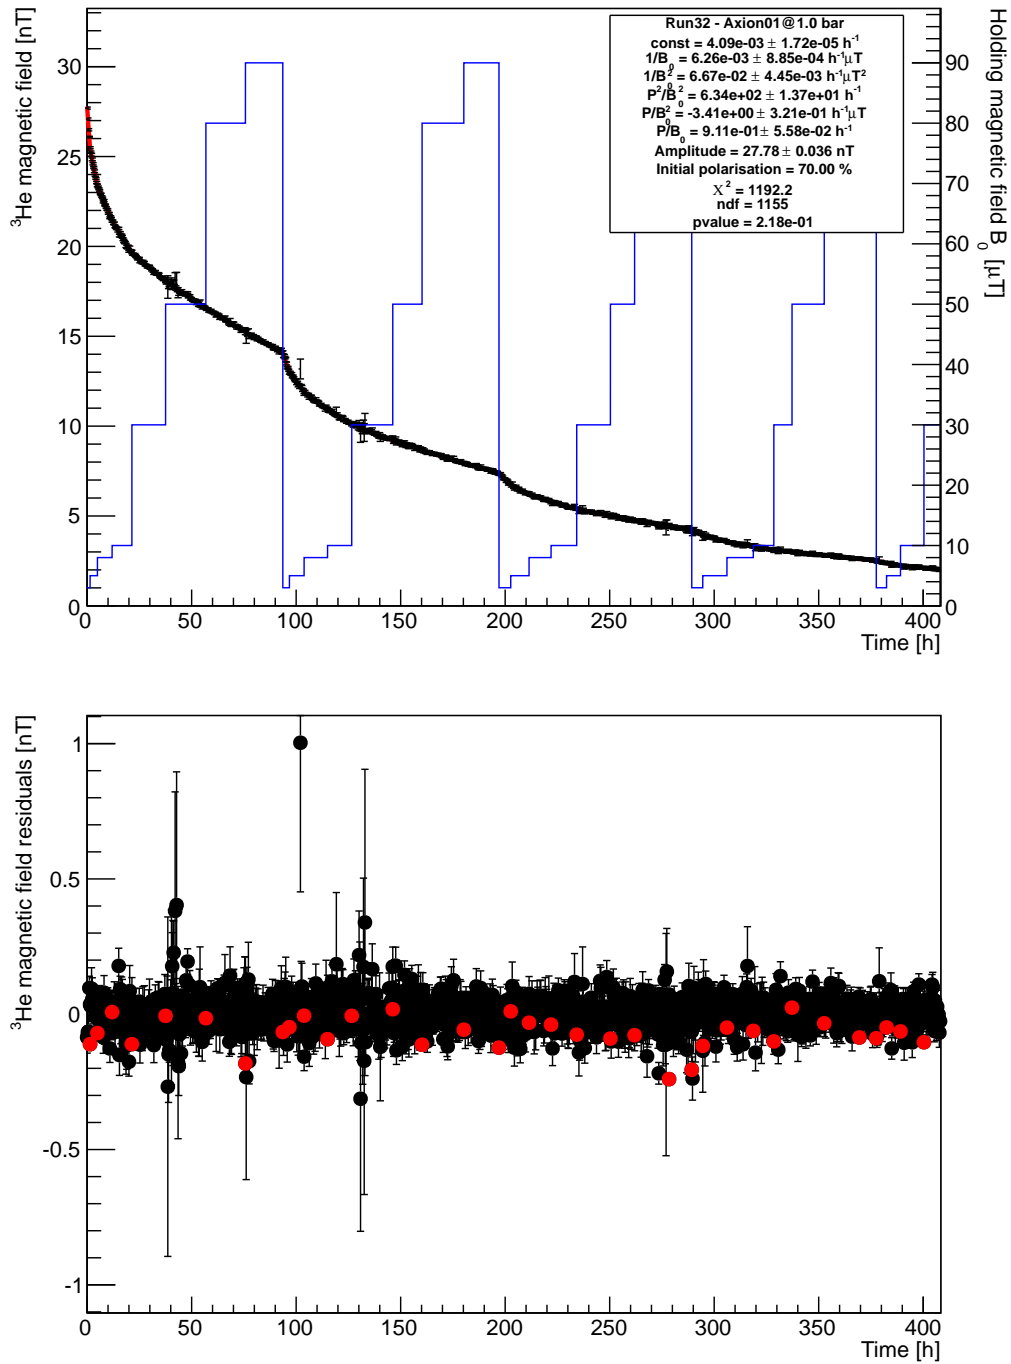 ³He magnetic field [nT]
30
25
20
15
10
5
0
Run32 - Axion01@1.0 bar
const = 4.09e-03 ± 1.72e-05 h⁻¹
1/B₀ = 6.26e-03 ± 8.85e-04 h⁻¹μT
1/B₀² = 6.67e-02 ± 4.45e-03 h⁻¹μT²
P²/B₀² = 6.34e+02 ± 1.37e+01 h⁻¹
P/B₀² = -3.41e+00 ± 3.21e-01 h⁻¹μT
P/B₀ = 9.11e-01 ± 5.58e-02 h⁻¹
Amplitude = 27.78 ± 0.036 nT
Initial polarisation = 70.00 %
Χ² = 1192.2
ndf = 1155
pvalue = 2.18e-01
Holding magnetic field B₀ [μT]
90
80
70
60
50
40
30
20
10
0
0 50 100 150 200 250 300 350 400
Time [h]
³He magnetic field residuals [nT]
1
0.5
0
-0.5
-1
0 50 100 150 200 250 300 350 400
Time [h]